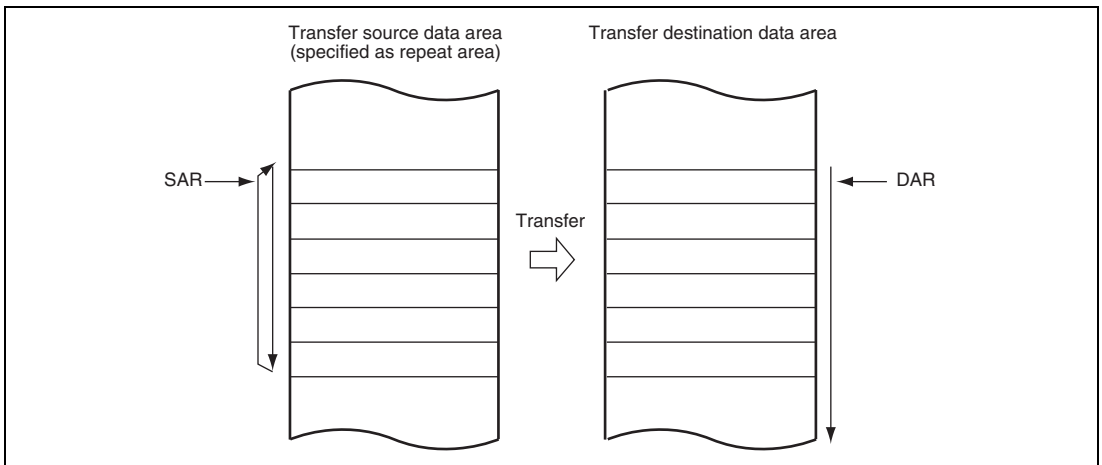 Transfer source data area
(specified as repeat area)
Transfer destination data area
SAR
Transfer
DAR